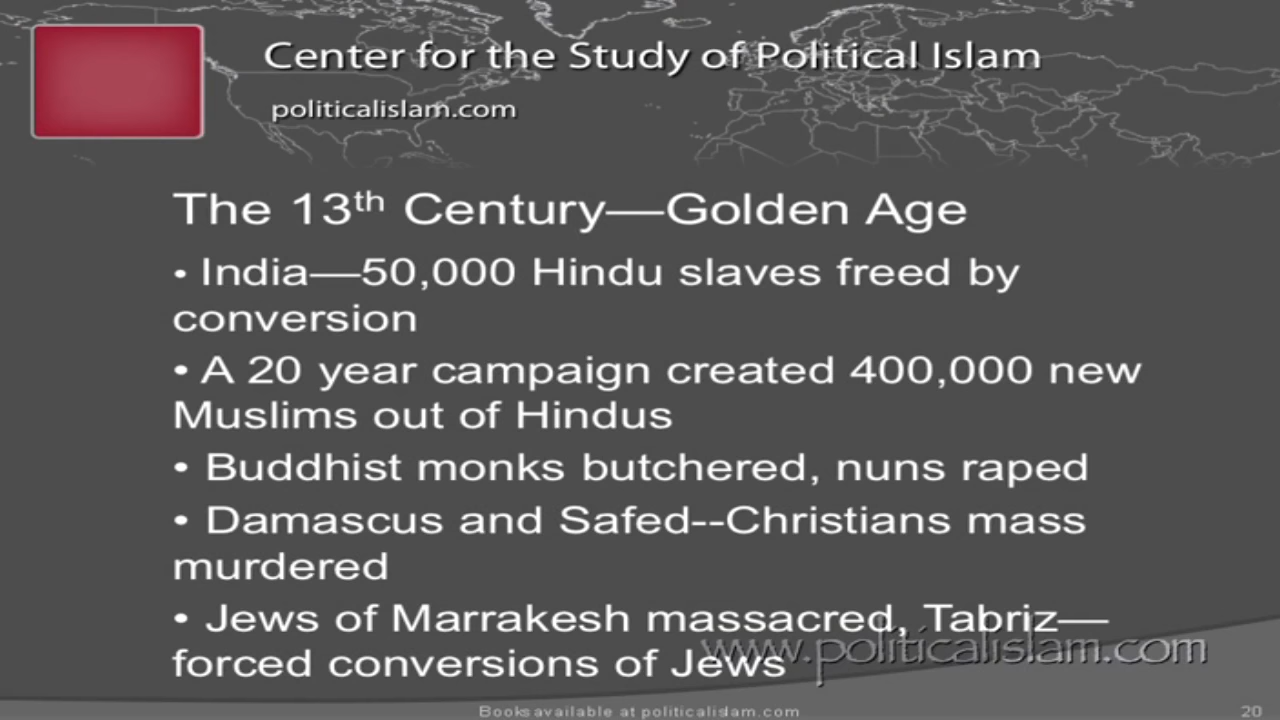 Center for the Study of Political Islam
politicalislam.com
The 13th Century—Golden Age
• India—50,000 Hindu slaves freed by
conversion
• A 20 year campaign created 400,000 new
Muslims out of Hindus
• Buddhist monks butchered, nuns raped
• Damascus and Safed--Christians mass
murdered
• Jews of Marrakesh massacred, Tabriz—
forced conversions of Jews
www.politicalislam.com
Books available at politicalislam.com
20